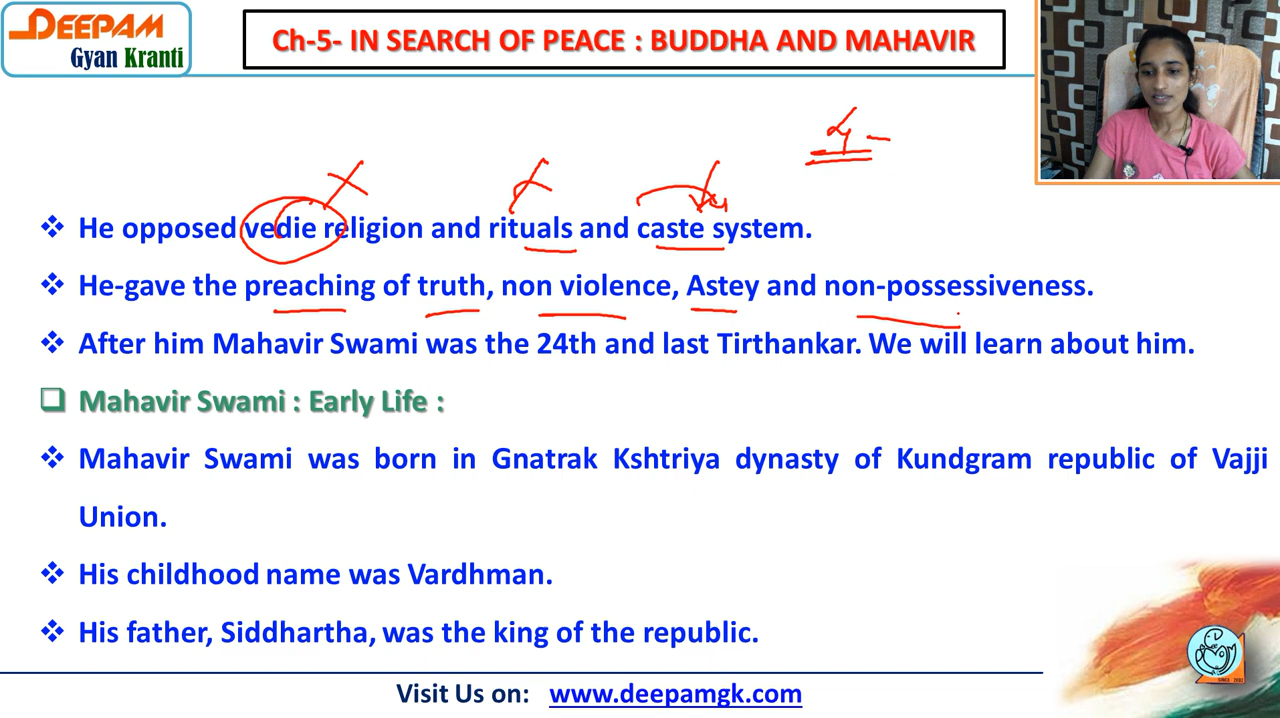 DEEPAM
Gyan Kranti
Ch-5- IN SEARCH OF PEACE : BUDDHA AND MAHAVIR
4 -
❖ He opposed vedie religion and rituals and caste system.
❖ He-gave the preaching of truth, non violence, Astey and non-possessiveness.
❖ After him Mahavir Swami was the 24th and last Tirthankar. We will learn about him.
❑ Mahavir Swami : Early Life :
❖ Mahavir Swami was born in Gnatrak Kshtriya dynasty of Kundgram republic of Vajji
Union.
❖ His childhood name was Vardhman.
❖ His father, Siddhartha, was the king of the republic.
SINCE 2001
Visit Us on: www.deepamgk.com